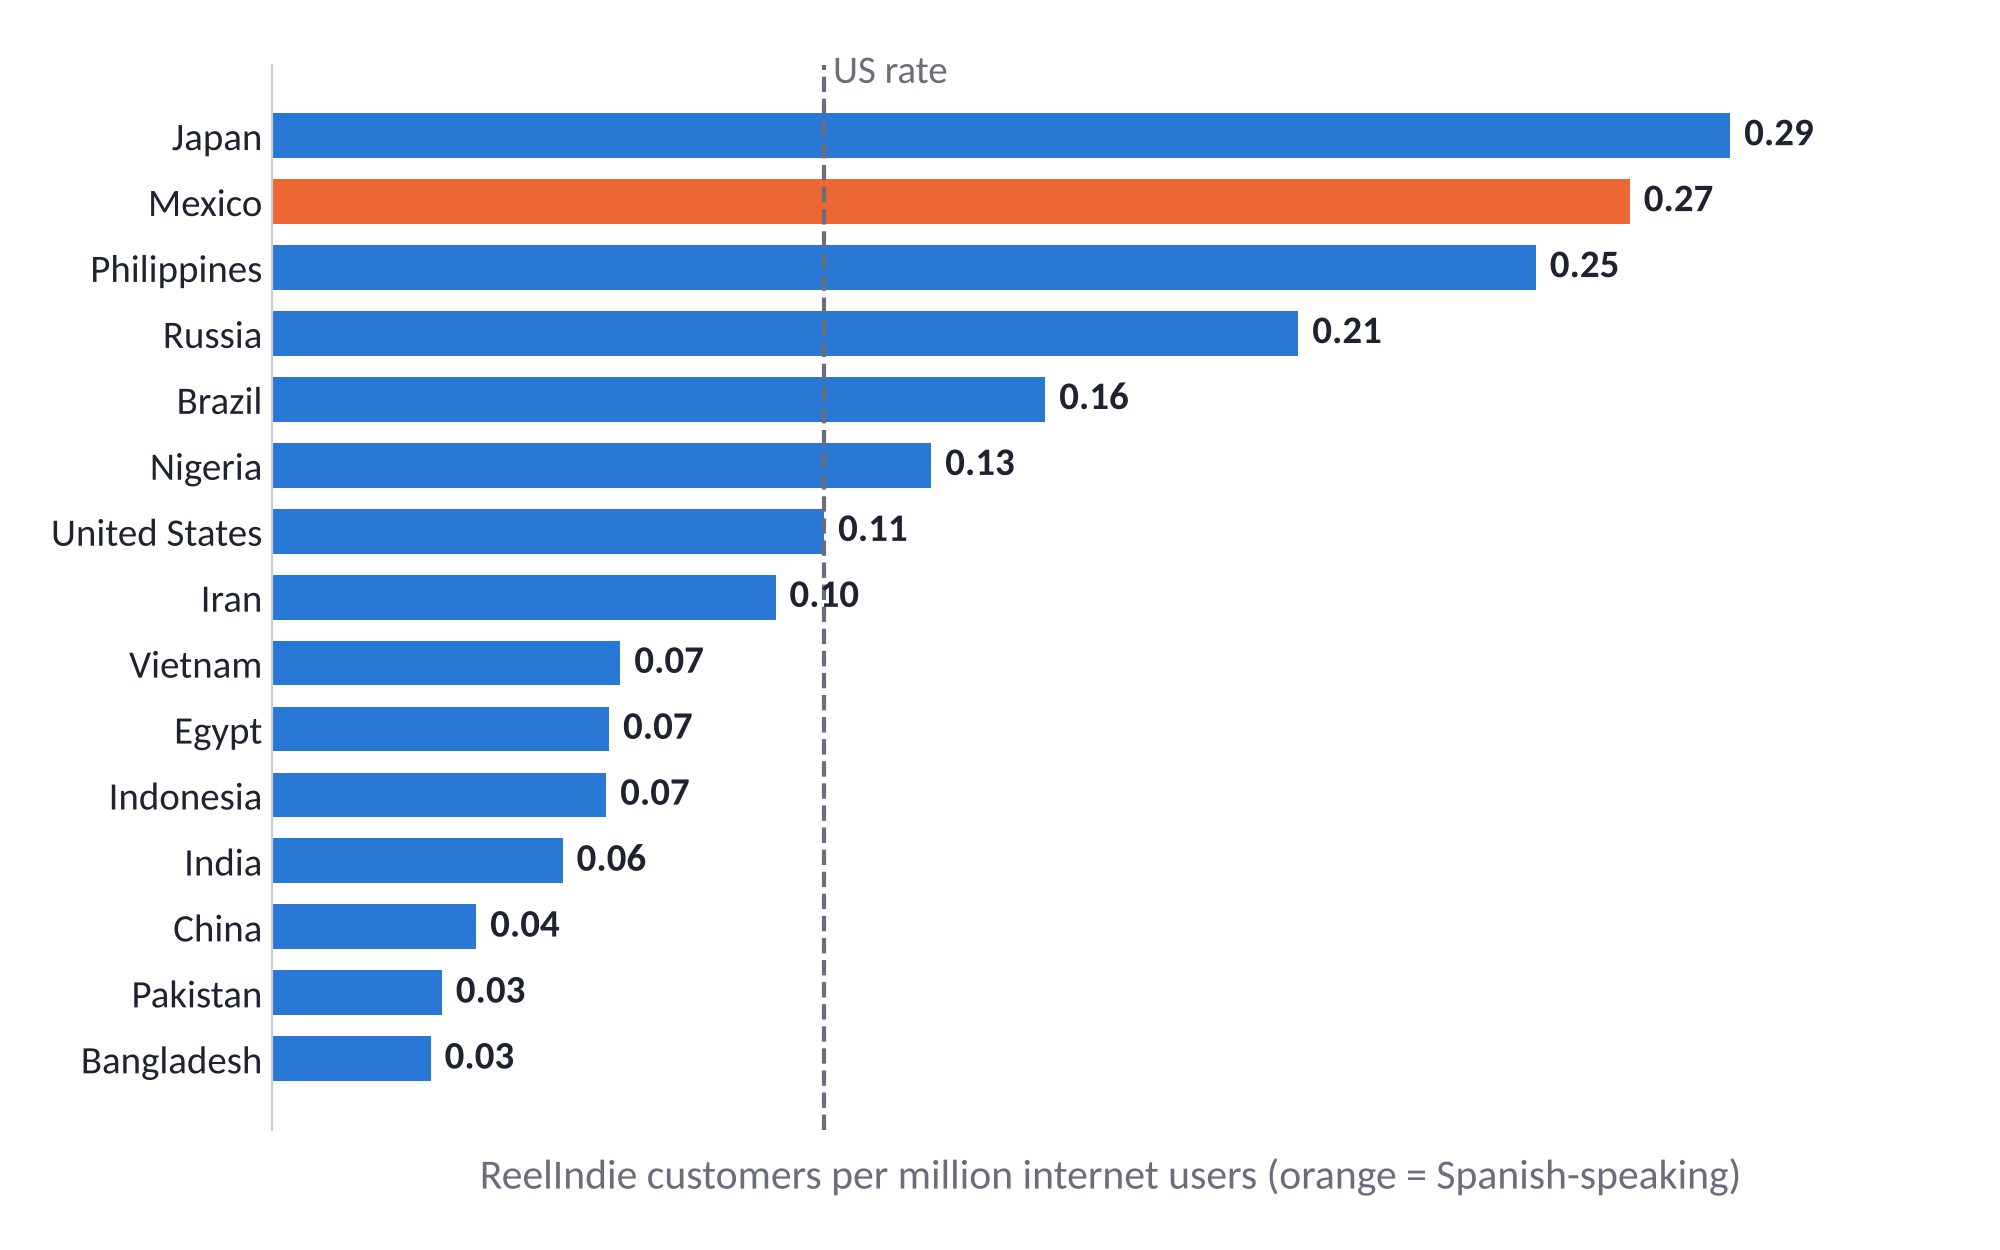 US rate
Japan 0.29
Mexico 0.27
Philippines 0.25
Russia 0.21
Brazil 0.16
Nigeria 0.13
United States 0.11
Iran 0.10
Vietnam 0.07
Egypt 0.07
Indonesia 0.07
India 0.06
China 0.04
Pakistan 0.03
Bangladesh 0.03
ReelIndie customers per million internet users (orange = Spanish-speaking)